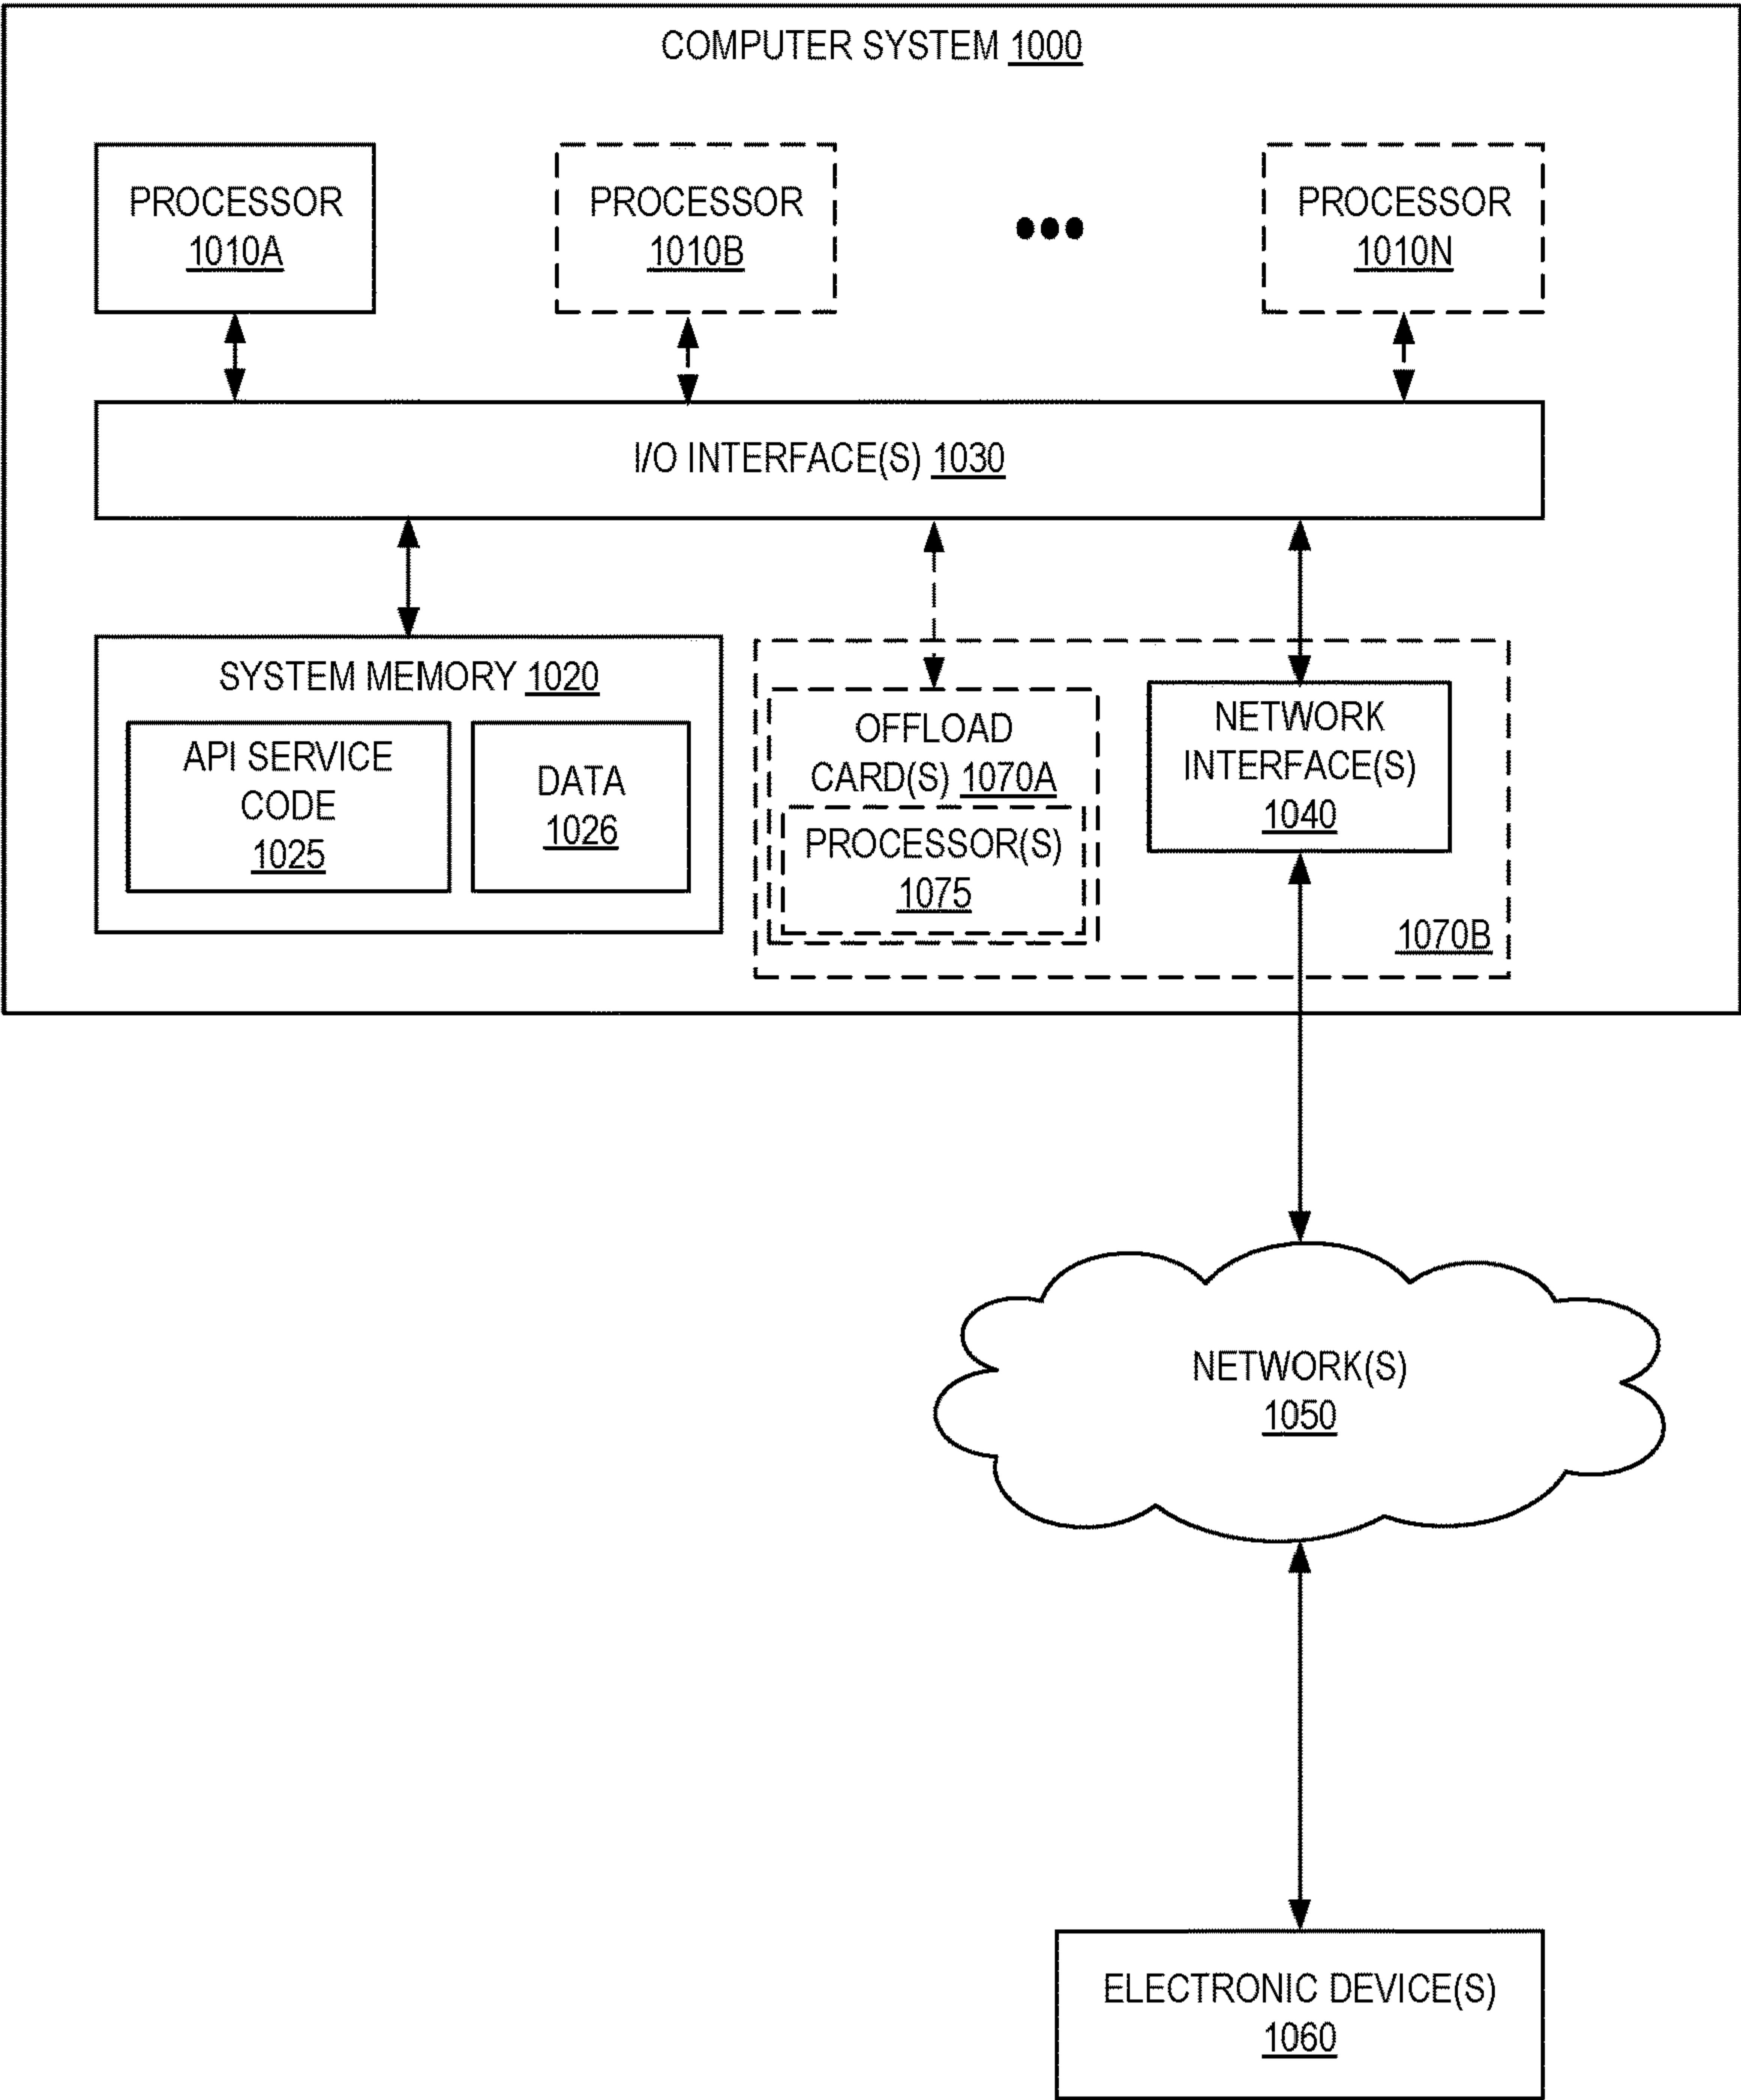 COMPUTER SYSTEM 1000
PROCESSOR
1010A
PROCESSOR
1010B
PROCESSOR
1010N
I/O INTERFACE(S) 1030
SYSTEM MEMORY 1020
API SERVICE
CODE
1025
DATA
1026
OFFLOAD
CARD(S) 1070A
PROCESSOR(S)
1075
NETWORK
INTERFACE(S)
1040
1070B
NETWORK(S)
1050
ELECTRONIC DEVICE(S)
1060